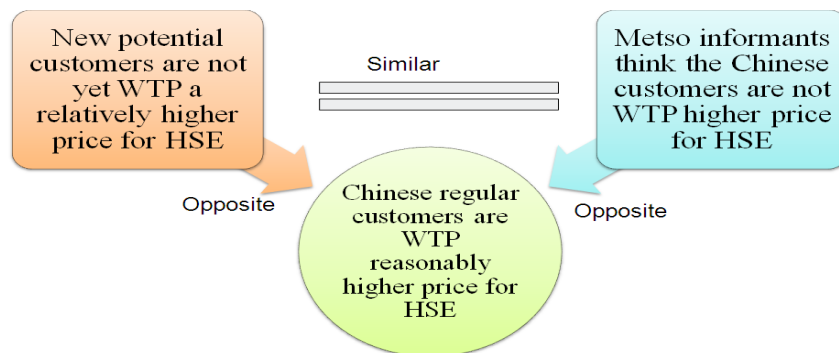 New potential
customers are not
yet WTP a
relatively higher
price for HSE
Similar
Metso informants
think the Chinese
customers are not
WTP higher price
for HSE
Opposite
Opposite
Chinese regular
customers are
WTP
reasonably
higher price for
HSE